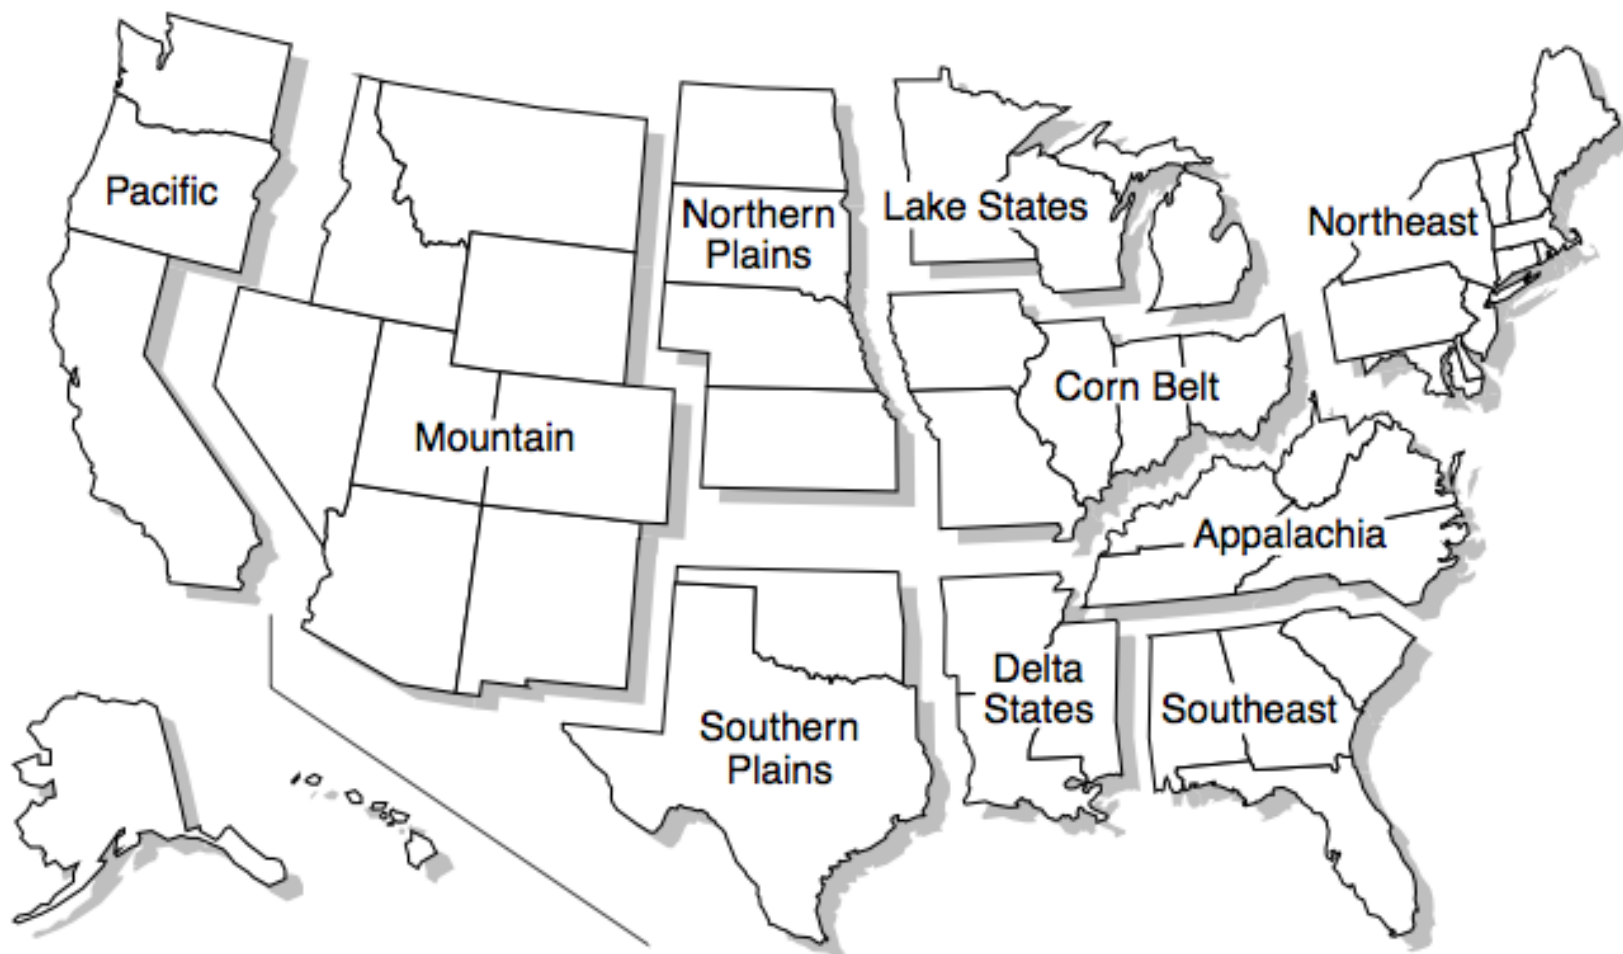 Pacific
Northern
Plains
Lake States
Northeast
Mountain
Corn Belt
Appalachia
Delta
States
Southeast
Southern
Plains